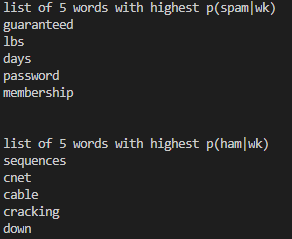 list of 5 words with highest p(spam|wk)
guaranteed
lbs
days
password
membership
list of 5 words with highest p(ham|wk)
sequences
cnet
cable
cracking
down